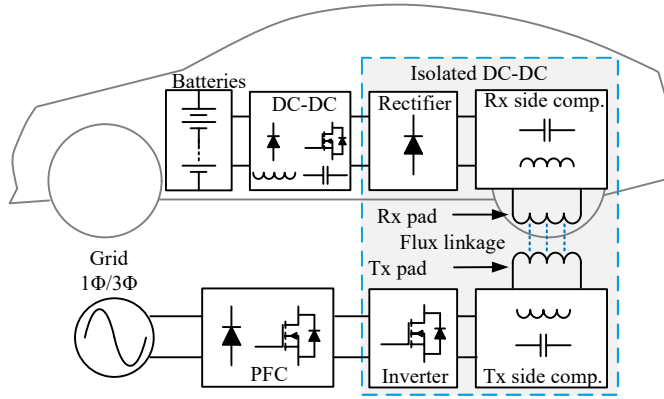 Isolated DC-DC
Batteries
DC-DC
Rectifier
Rx side comp.
Rx pad
Flux linkage
Tx pad
Grid
1Φ/3Φ
PFC
Inverter
Tx side comp.